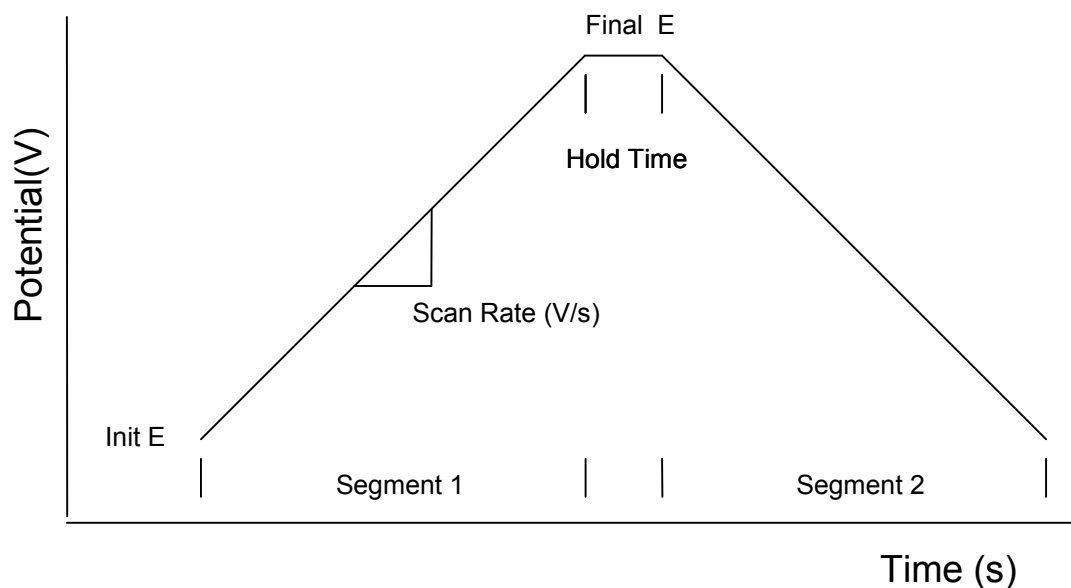 Final E
Potential(V)
Hold Time
Scan Rate (V/s)
Init E
Segment 1
Segment 2
Time (s)